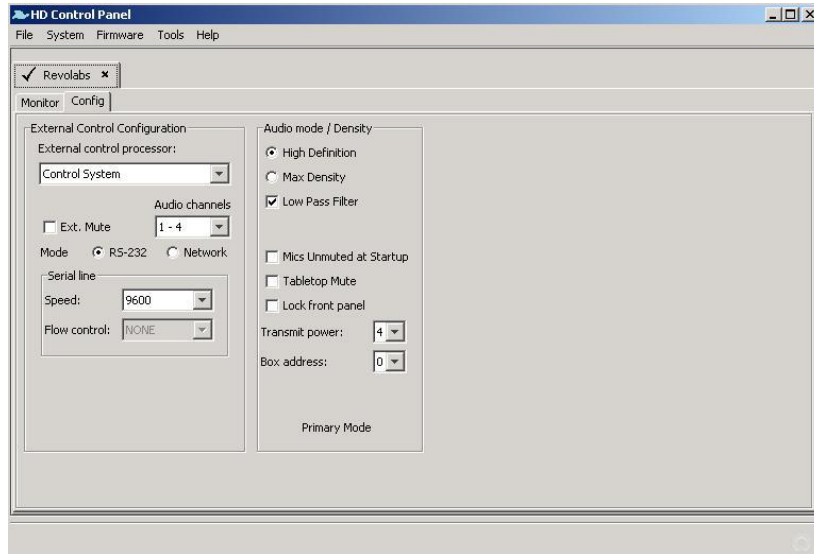 HD Control Panel
File System Firmware Tools Help
Revolabs
Monitor Config
External Control Configuration
External control processor:
Control System
Audio channels
Ext. Mute 1 - 4
Mode RS-232 Network
Serial line
Speed: 9600
Flow control: NONE
Audio mode / Density
High Definition
Max Density
Low Pass Filter
Mics Unmuted at Startup
Tabletop Mute
Lock front panel
Transmit power: 4
Box address: 0
Primary Mode